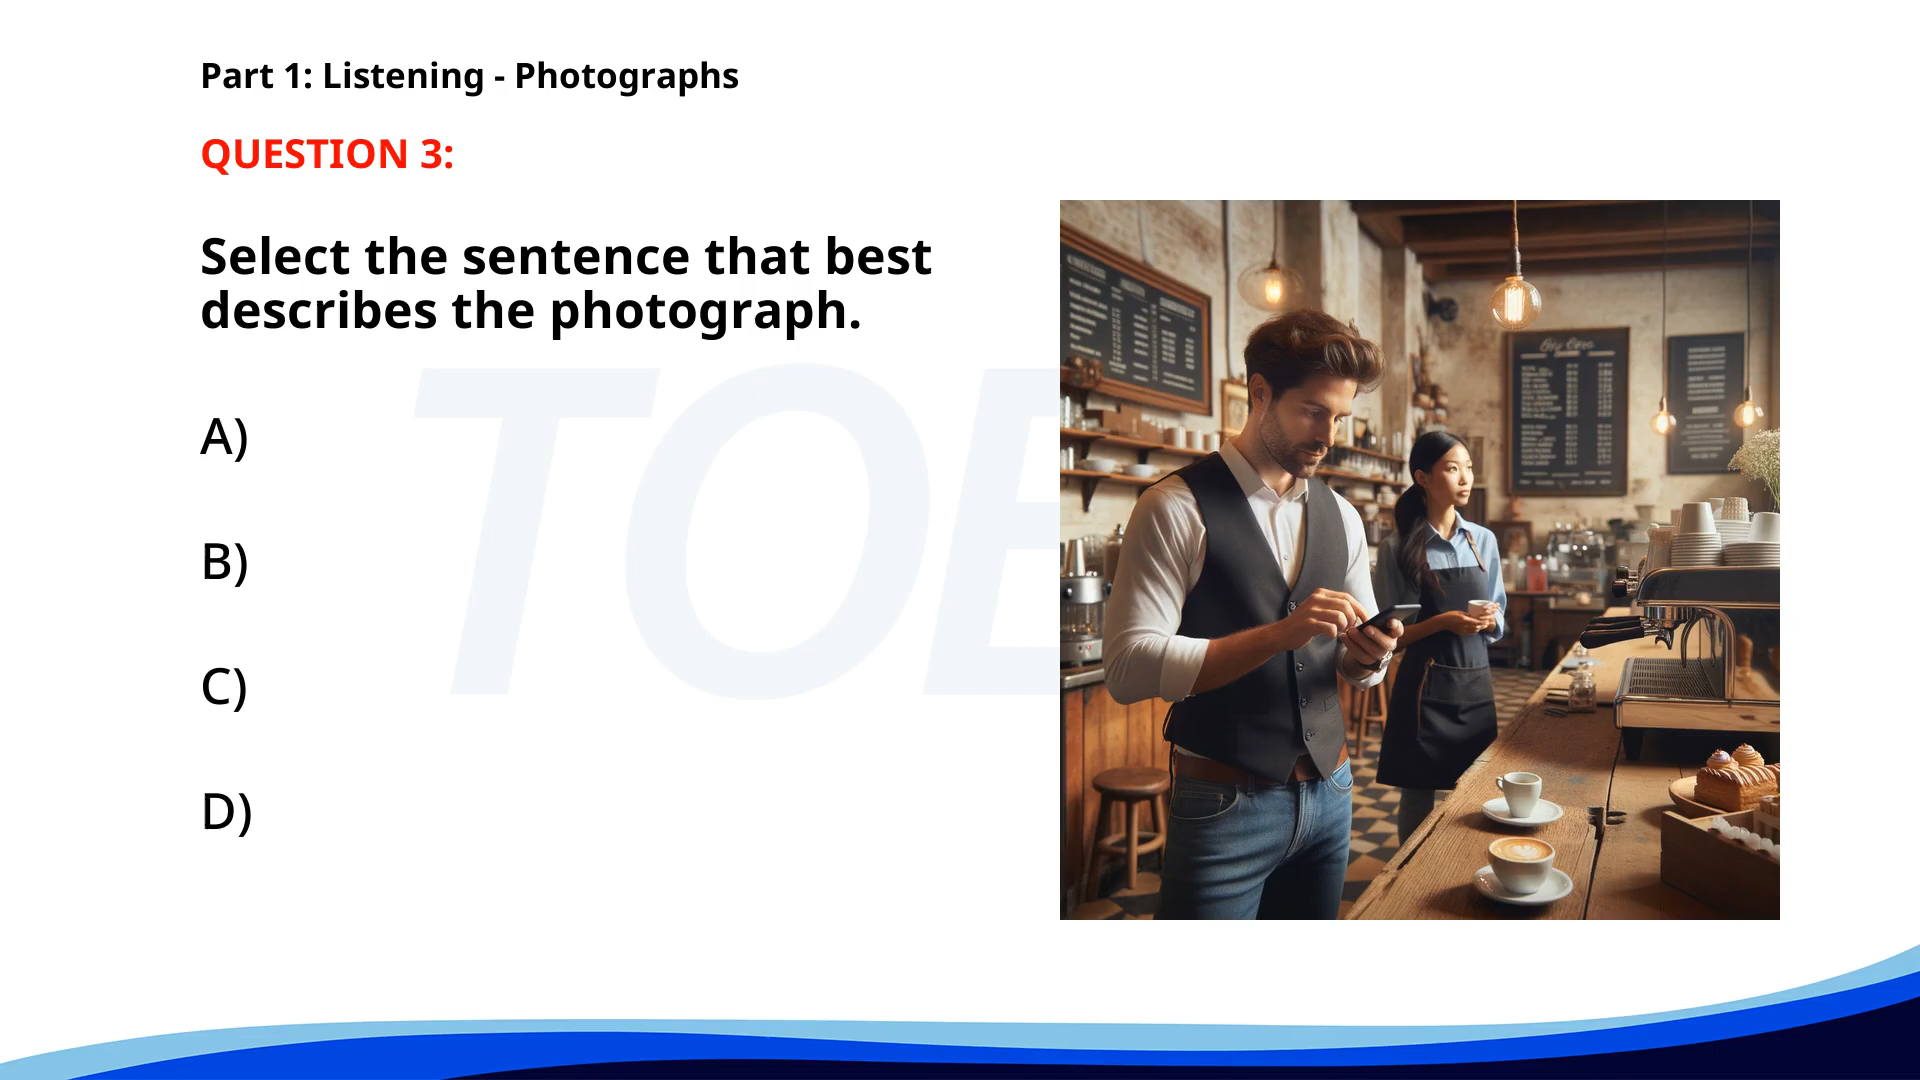 Part 1: Listening - Photographs
QUESTION 3:
Select the sentence that best
describes the photograph.
A)
B)
C)
D)